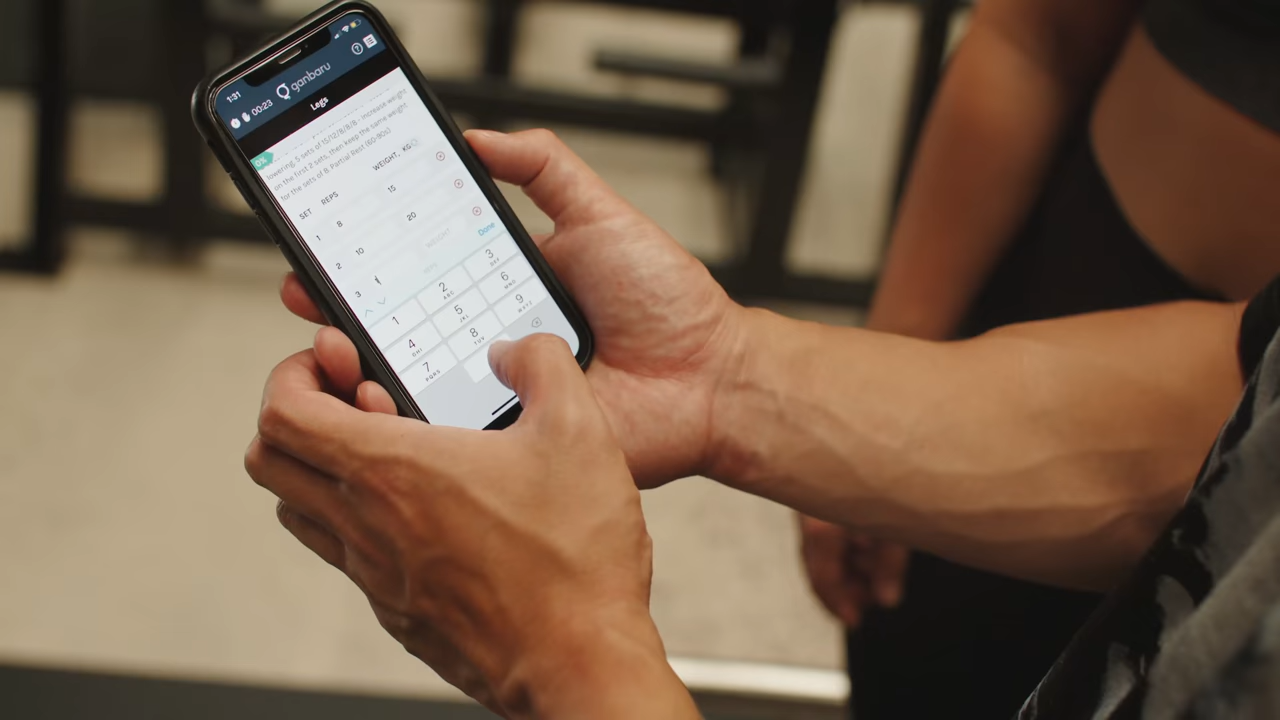 1:31
00:23
ganbaru
Legs
0%
lowering. 5 sets of 15/12/8/8/8 - Increase weight
on the first 2 sets, then keep the same weight
for the sets of 8. Partial Rest (60-90s)
SET REPS WEIGHT, KG
1 8 15
2 10 20
3 WEIGHT
Done
1 2 ABC 3 DEF
4 GHI 5 JKL 6 MNO
7 PQRS 8 TUV 9 WXYZ